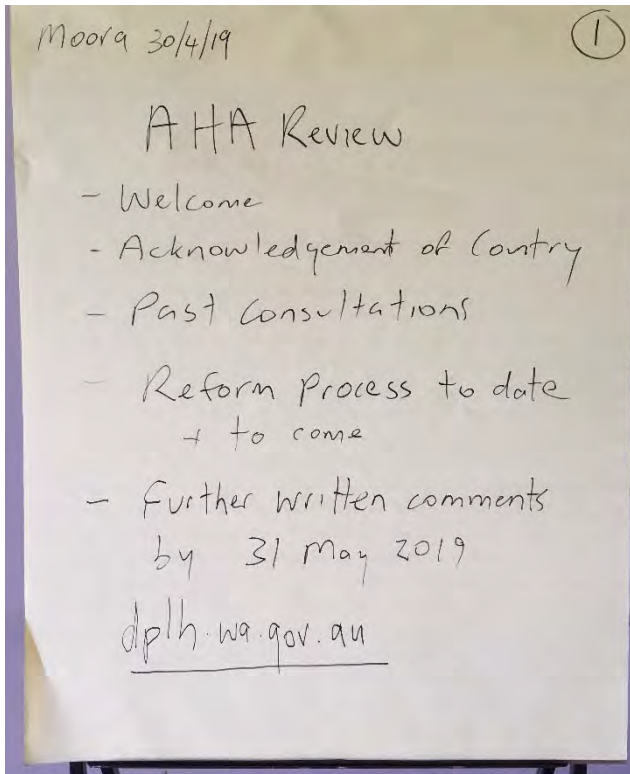 Moora 30/4/19
1
AHA Review
- Welcome
- Acknowledgement of Country
- Past Consultations
- Reform Process to date
+ to come
- Further written comments
by 31 May 2019
dplh.wa.gov.au